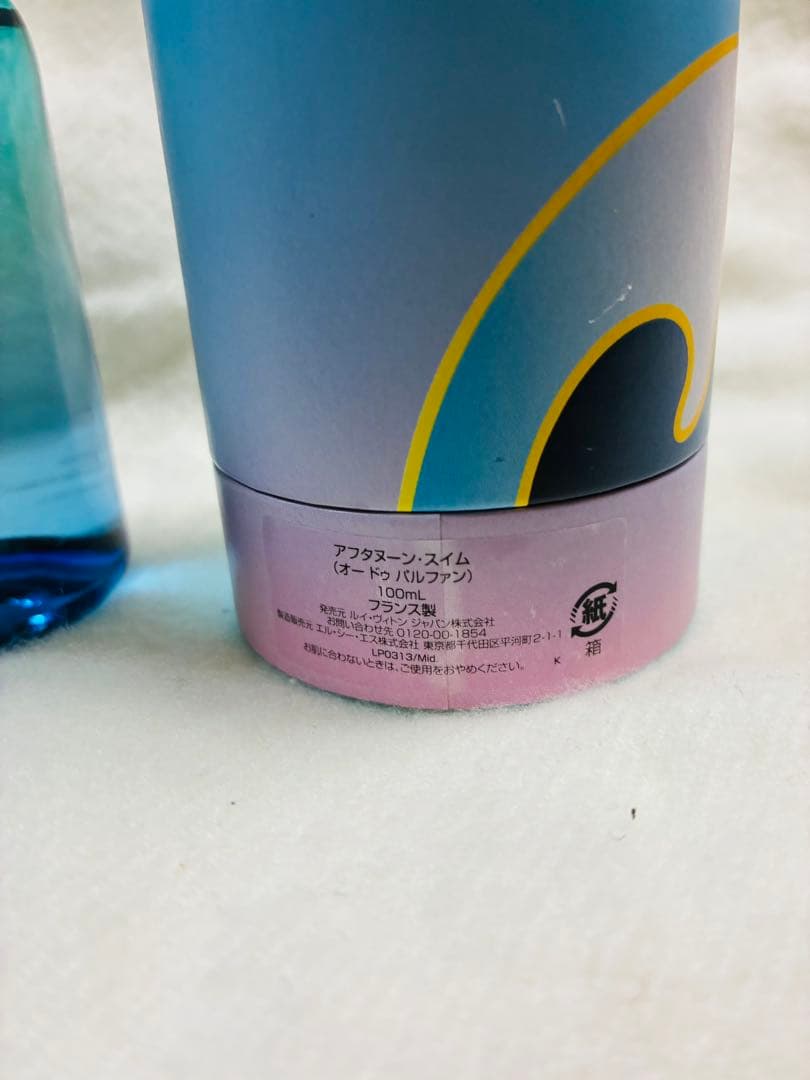 アフタヌーン・スイム
(オー ドゥ パルファン)
100mL
フランス製
発売元 ルイ・ヴィトン ジャパン株式会社
お問い合わせ先 0120-00-1854
製造販売元 エル・シー・エス株式会社 東京都千代田区平河町2-1-1
LP0313/Mid.
お肌に合わないときは、ご使用をおやめください。
K
紙
箱